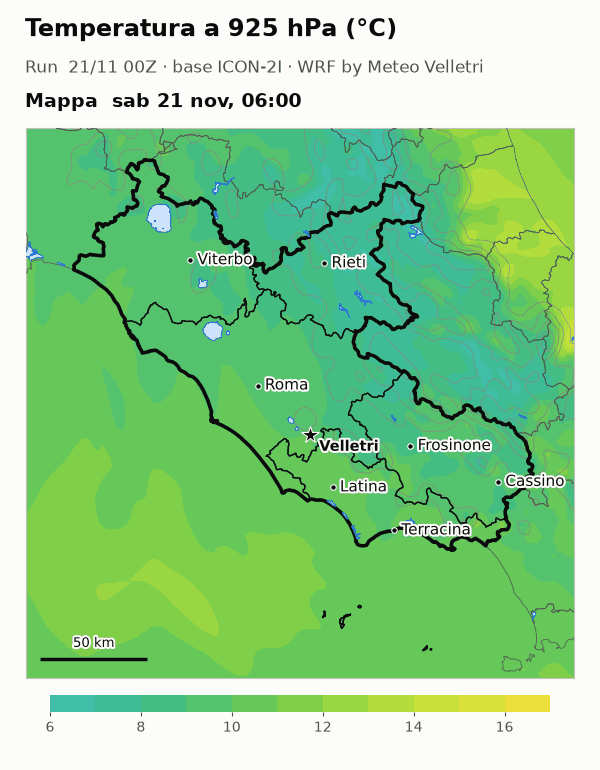 Temperatura a 925 hPa (°C)
Run  21/11 00Z · base ICON-2I · WRF by Meteo Velletri
Mappa  sab 21 nov, 06:00
Viterbo
Rieti
Roma
Velletri
Frosinone
Latina
Cassino
Terracina
50 km
6 8 10 12 14 16